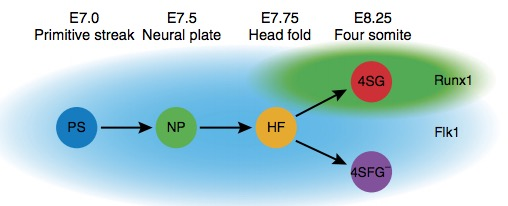 E7.0 E7.5 E7.75 E8.25
Primitive streak Neural plate Head fold Four somite
4SG Runx1
PS NP HF Flk1
4SFG⁻